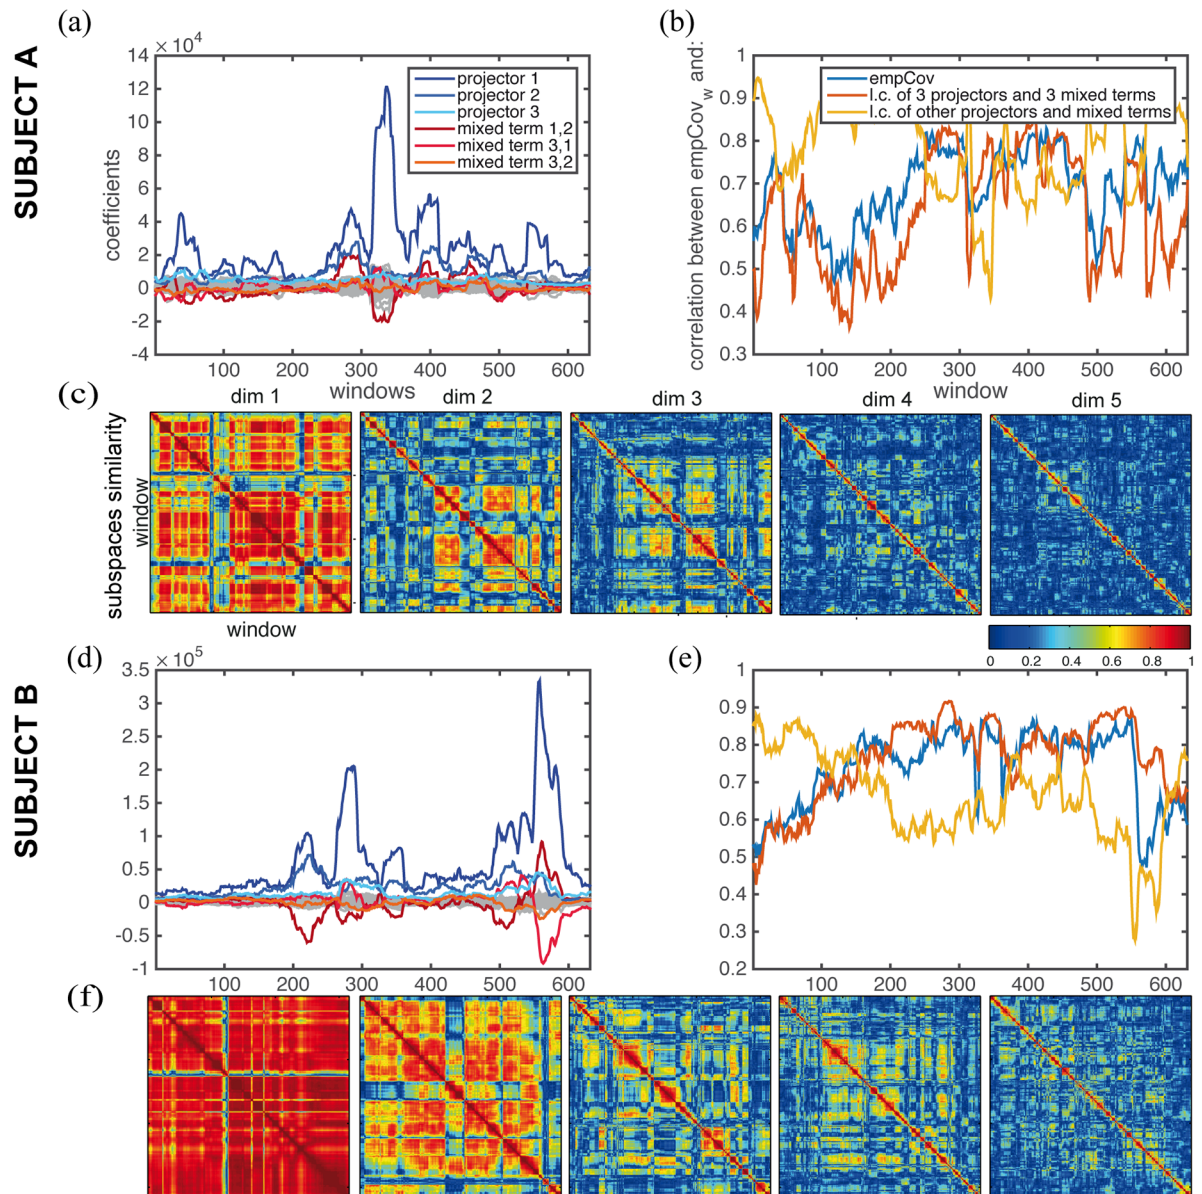 SUBJECT A
(a)
×10⁴
14
12
10
8
6
4
2
0
-2
-4
coefficients
projector 1
projector 2
projector 3
mixed term 1,2
mixed term 3,1
mixed term 3,2
100 200 300 400 500 600
windows
(b)
correlation between empCov_w and:
1
0.9
0.8
0.7
0.6
0.5
0.4
0.3
empCov
l.c. of 3 projectors and 3 mixed terms
l.c. of other projectors and mixed terms
100 200 300 400 500 600
window
(c)
dim 1 dim 2 dim 3 dim 4 dim 5
subspaces similarity
window
window
0 0.2 0.4 0.6 0.8 1
SUBJECT B
(d)
×10⁵
3.5
3
2.5
2
1.5
1
0.5
0
-0.5
-1
100 200 300 400 500 600
(e)
1
0.9
0.8
0.7
0.6
0.5
0.4
0.3
0.2
100 200 300 400 500 600
(f)